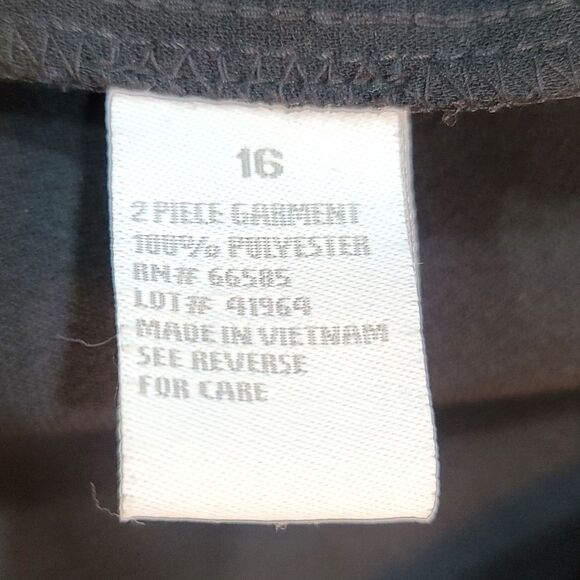 16
2 PIECE GARMENT
100% POLYESTER
RN# 66585
LOT# 41964
MADE IN VIETNAM
SEE REVERSE
FOR CARE